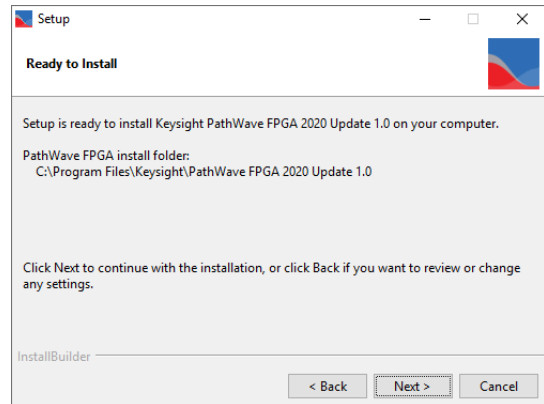 Setup
Ready to Install
Setup is ready to install Keysight PathWave FPGA 2020 Update 1.0 on your computer.
PathWave FPGA install folder:
C:\Program Files\Keysight\PathWave FPGA 2020 Update 1.0
Click Next to continue with the installation, or click Back if you want to review or change
any settings.
InstallBuilder
< Back Next > Cancel